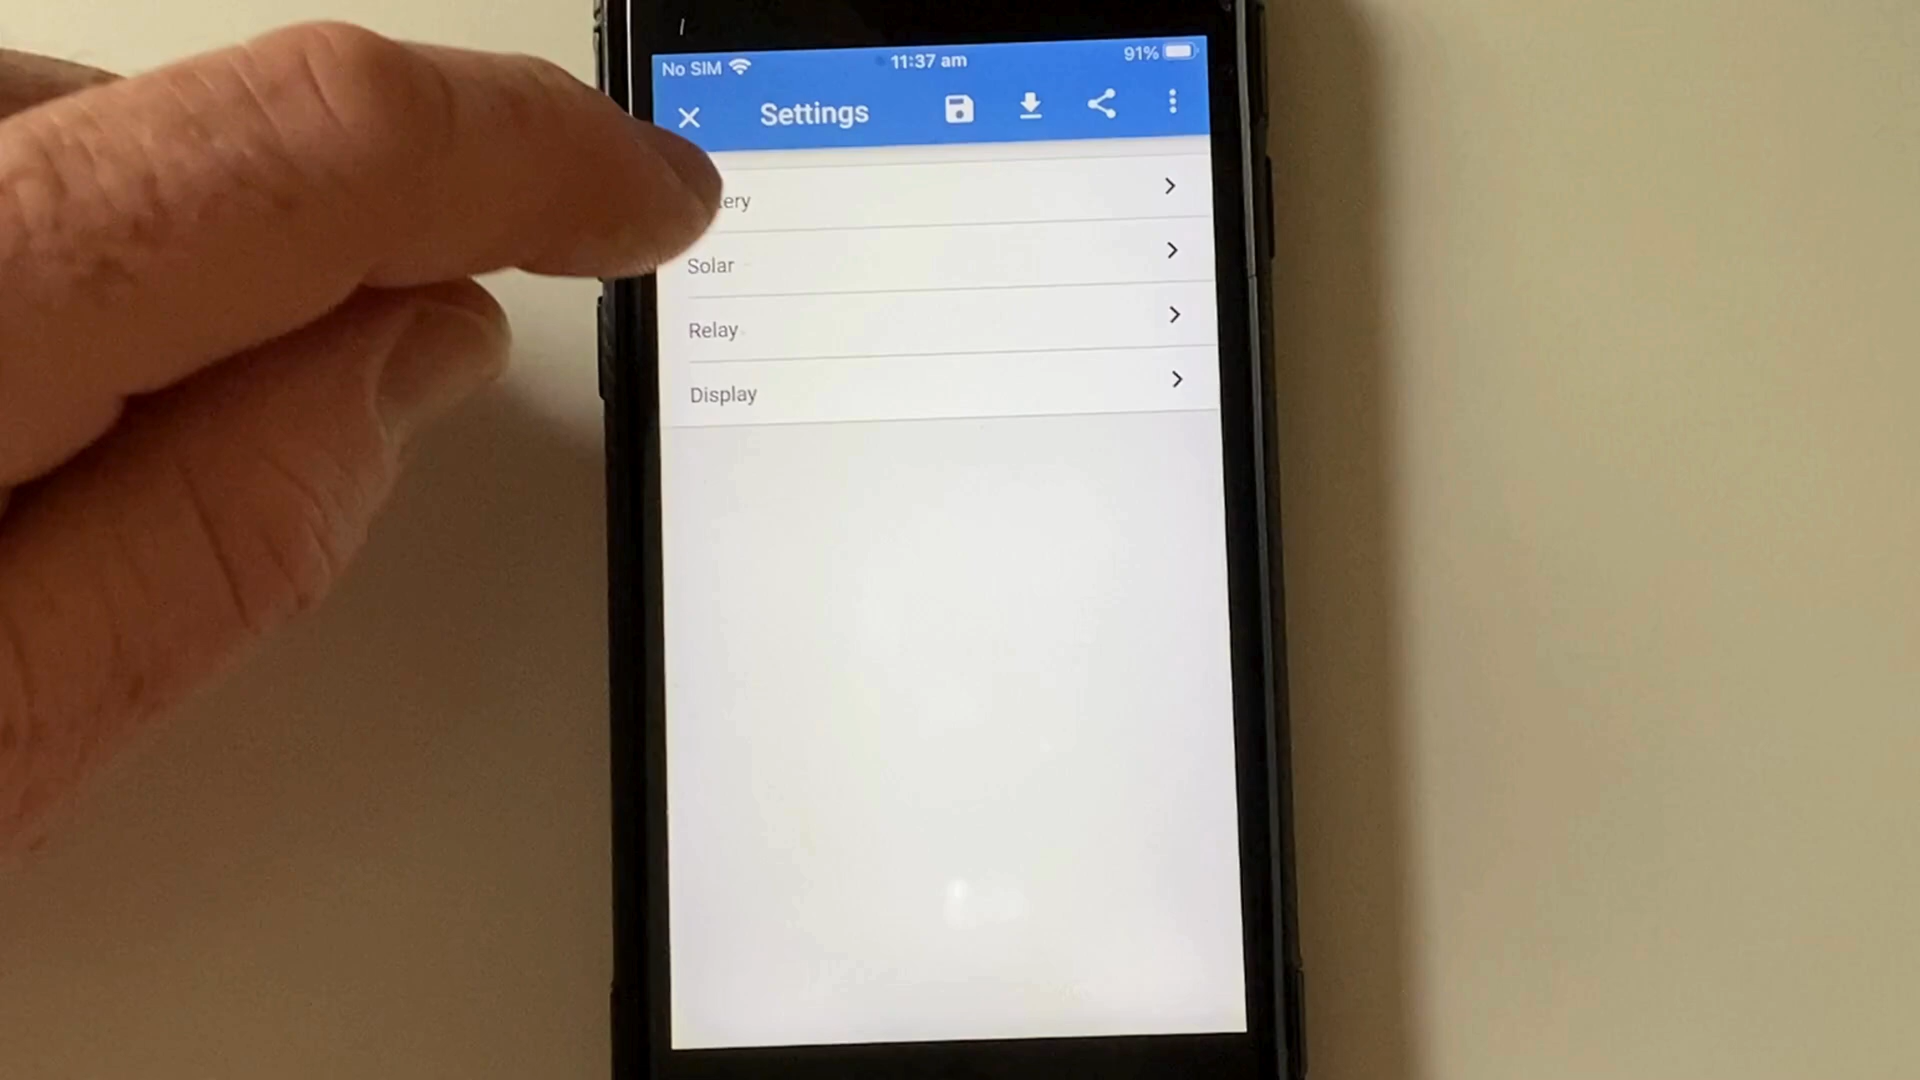 No SIM 11:37 am 91%
Settings
tery
Solar
Relay
Display